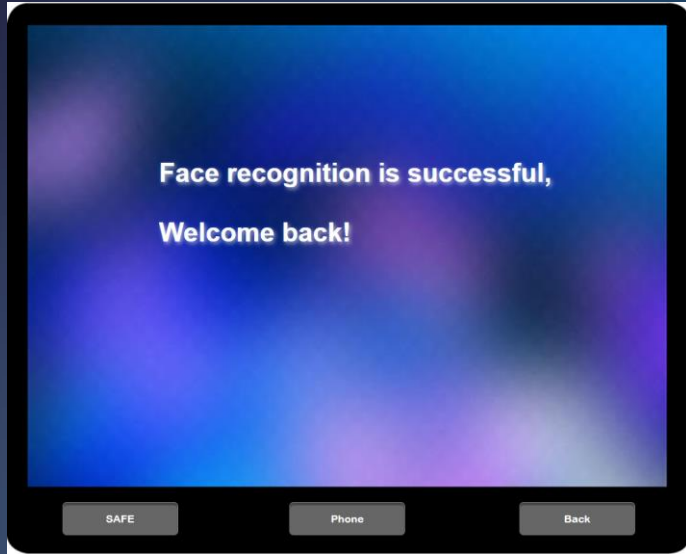 Face recognition is successful,
Welcome back!
SAFE
Phone
Back